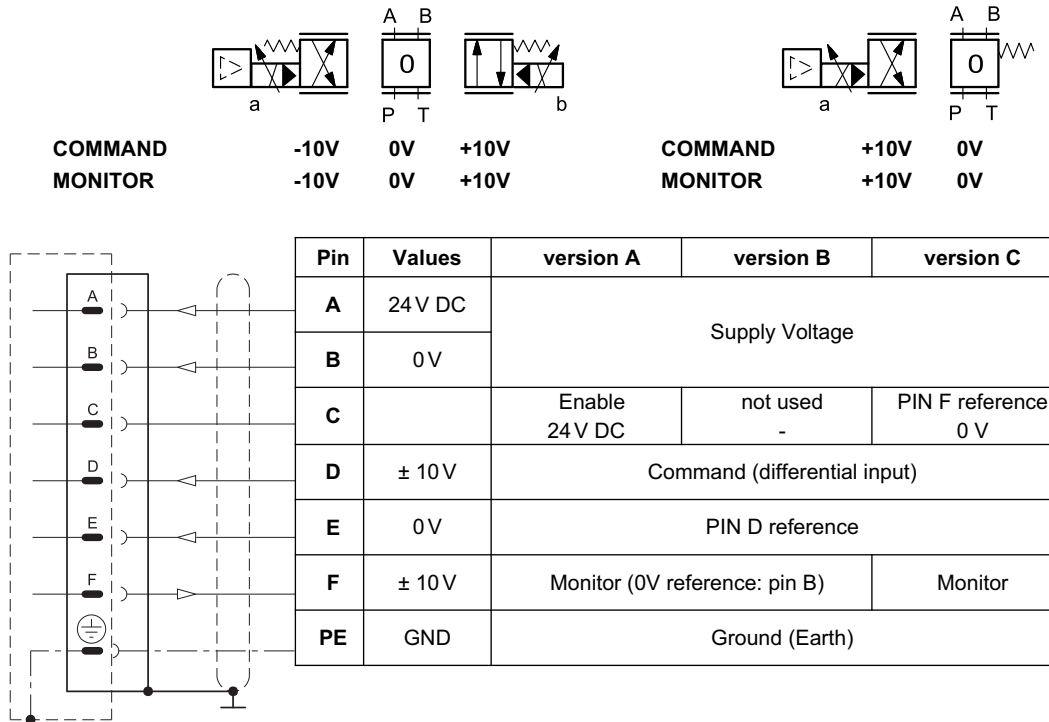 A B A B
0 0
a b a
P T P T
COMMAND -10V 0V +10V COMMAND +10V 0V
MONITOR -10V 0V +10V MONITOR +10V 0V
Pin Values version A version B version C
A A 24 V DC Supply Voltage
B B 0 V
C C Enable not used PIN F reference
24 V DC - 0 V
D D ± 10 V Command (differential input)
E E 0 V PIN D reference
F F ± 10 V Monitor (0V reference: pin B) Monitor
PE GND Ground (Earth)